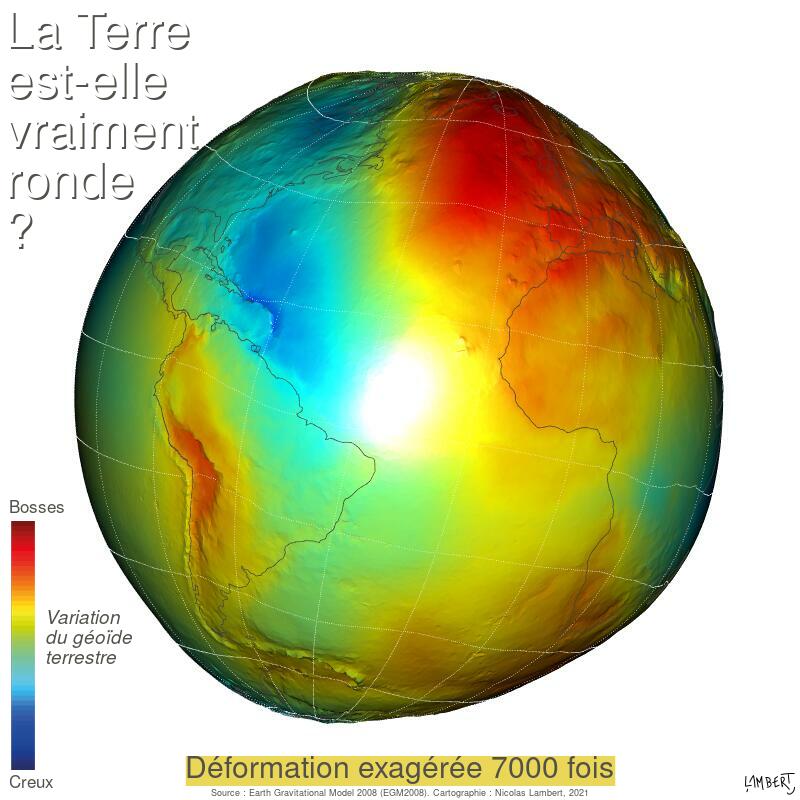 La Terre
est-elle
vraiment
ronde
?
Bosses
Variation
du géoïde
terrestre
Creux
Déformation exagérée 7000 fois
Source : Earth Gravitational Model 2008 (EGM2008). Cartographie : Nicolas Lambert, 2021
LAMBERT